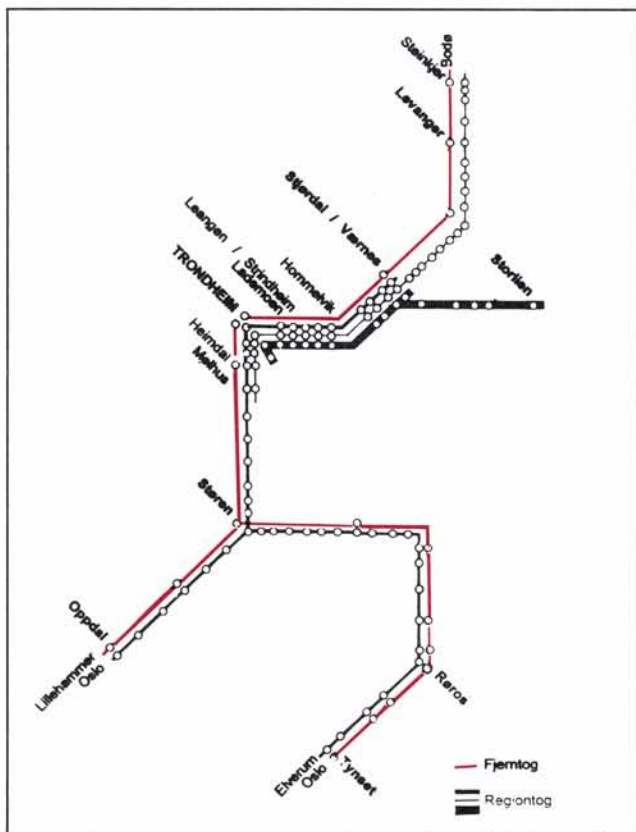 Bodø
Steinkjer
Levanger
Stjørdal / Værnes
Hommelvik
Leangen / Strindheim
Lademoen
TRONDHEIM
Heimdal
Melhus
Storlien
Støren
Oppdal
Lillehammer
Oslo
Røros
Tynset
Elverum
Oslo
Fjerntog
Regiontog